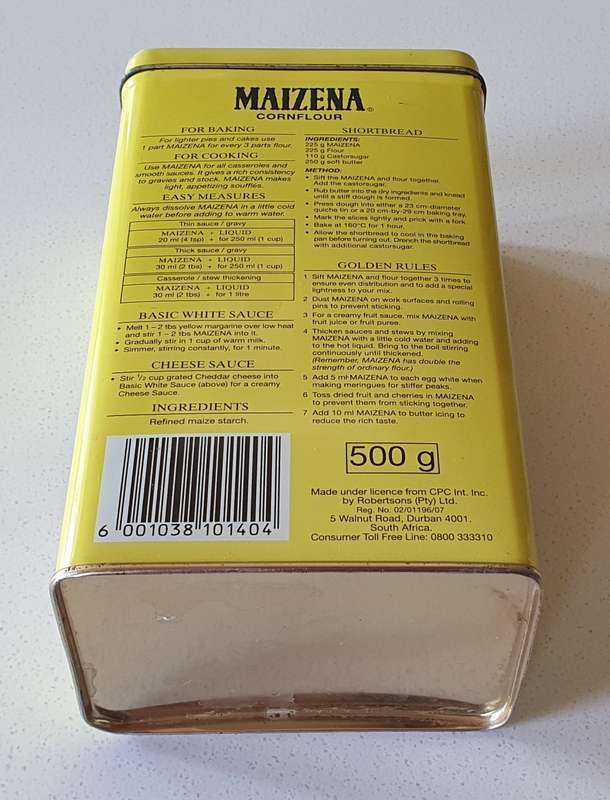 MAIZENA®
CORNFLOUR
FOR BAKING
For lighter pies and cakes use
1 part MAIZENA for every 3 parts flour.
FOR COOKING
Use MAIZENA for all casseroles and
smooth sauces. It gives a rich consistency
to gravies and stock. MAIZENA makes
light, appetizing soufflés.
EASY MEASURES
Always dissolve MAIZENA in a little cold
water before adding to warm water.
Thin sauce / gravy
MAIZENA + LIQUID
20 ml (4 tsp) + for 250 ml (1 cup)
Thick sauce / gravy
MAIZENA + LIQUID
30 ml (2 tbs) + for 250 ml (1 cup)
Casserole / stew thickening
MAIZENA + LIQUID
30 ml (2 tbs) + for 1 litre
BASIC WHITE SAUCE
• Melt 1 – 2 tbs yellow margarine over low heat
and stir 1 – 2 tbs MAIZENA into it.
• Gradually stir in 1 cup of warm milk.
• Simmer, stirring constantly, for 1 minute.
CHEESE SAUCE
• Stir 1/2 cup grated Cheddar cheese into
Basic White Sauce (above) for a creamy
Cheese Sauce.
INGREDIENTS
Refined maize starch.
6 001038 101404
SHORTBREAD
INGREDIENTS:
225 g MAIZENA
225 g Flour
110 g Castorsugar
250 g soft butter
METHOD:
• Sift the MAIZENA and flour together.
Add the castorsugar.
• Rub butter into the dry ingredients and knead
until a stiff dough is formed.
• Press dough into either a 23 cm-diameter
quiche tin or a 20 cm-by-29 cm baking tray.
• Mark the slices lightly and prick with a fork.
• Bake at 160°C for 1 hour.
• Allow the shortbread to cool in the baking
pan before turning out. Drench the shortbread
with additional castorsugar.
GOLDEN RULES
1 Sift MAIZENA and flour together 3 times to
ensure even distribution and to add a special
lightness to your mix.
2 Dust MAIZENA on work surfaces and rolling
pins to prevent sticking.
3 For a creamy fruit sauce, mix MAIZENA with
fruit juice or fruit puree.
4 Thicken sauces and stews by mixing
MAIZENA with a little cold water and adding
to the hot liquid. Bring to the boil stirring
continuously until thickened.
(Remember, MAIZENA has double the
strength of ordinary flour.)
5 Add 5 ml MAIZENA to each egg white when
making meringues for stiffer peaks.
6 Toss dried fruit and cherries in MAIZENA
to prevent them from sticking together.
7 Add 10 ml MAIZENA to butter icing to
reduce the rich taste.
500 g
Made under licence from CPC Int. Inc.
by Robertsons (Pty) Ltd.
Reg. No. 02/01196/07
5 Walnut Road, Durban 4001.
South Africa.
Consumer Toll Free Line: 0800 333310